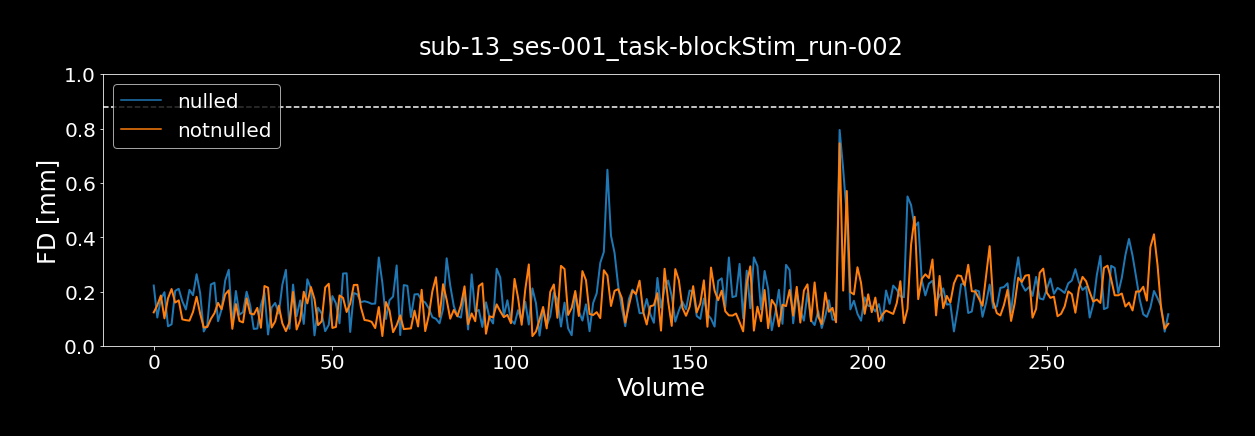 sub-13_ses-001_task-blockStim_run-002
1.0
0.8
0.6
0.4
0.2
0.0
FD [mm]
nulled
notnulled
0 50 100 150 200 250
Volume